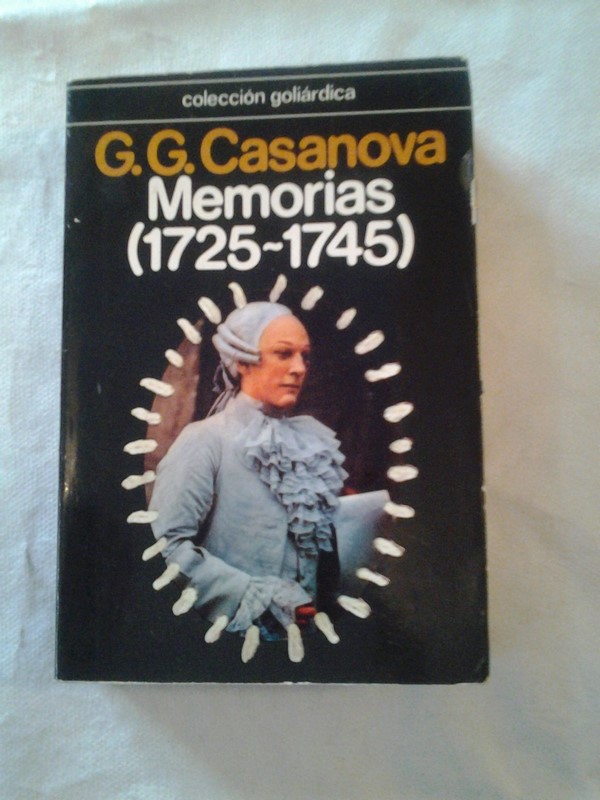 colección goliárdica
G.G.Casanova
Memorias
(1725~1745)